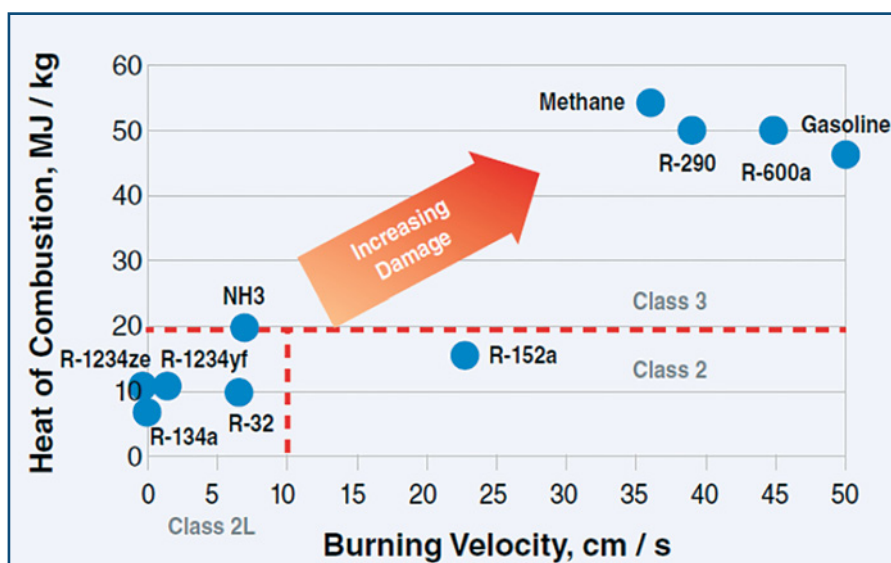 Heat of Combustion, MJ / kg
60
50
40
30
20
10
0
Methane
R-290
R-600a
Gasoline
Increasing
Damage
NH3
Class 3
R-1234ze
R-1234yf
R-152a
Class 2
R-32
R-134a
0 5 10 15 20 25 30 35 40 45 50
Class 2L
Burning Velocity, cm / s